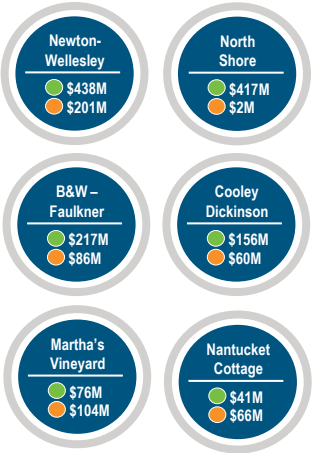 Newton-
Wellesley
$438M
$201M
North
Shore
$417M
$2M
B&W –
Faulkner
$217M
$86M
Cooley
Dickinson
$156M
$60M
Martha's
Vineyard
$76M
$104M
Nantucket
Cottage
$41M
$66M